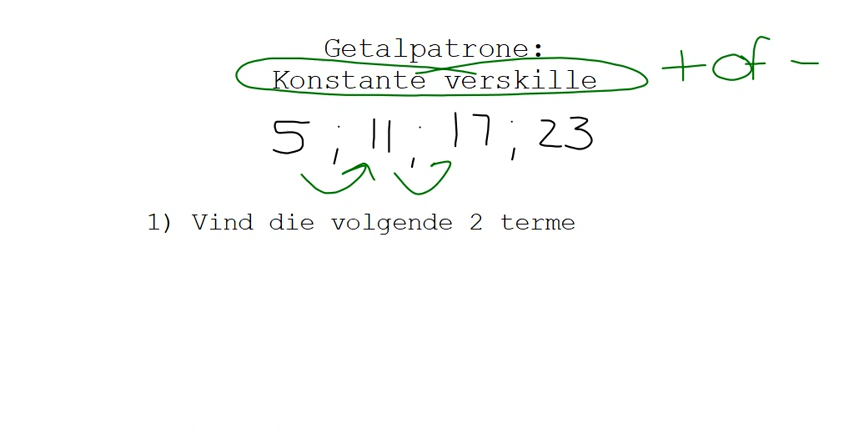 Getalpatrone:
Konstante verskille + of -
5 ; 11 ; 17 ; 23
1) Vind die volgende 2 terme